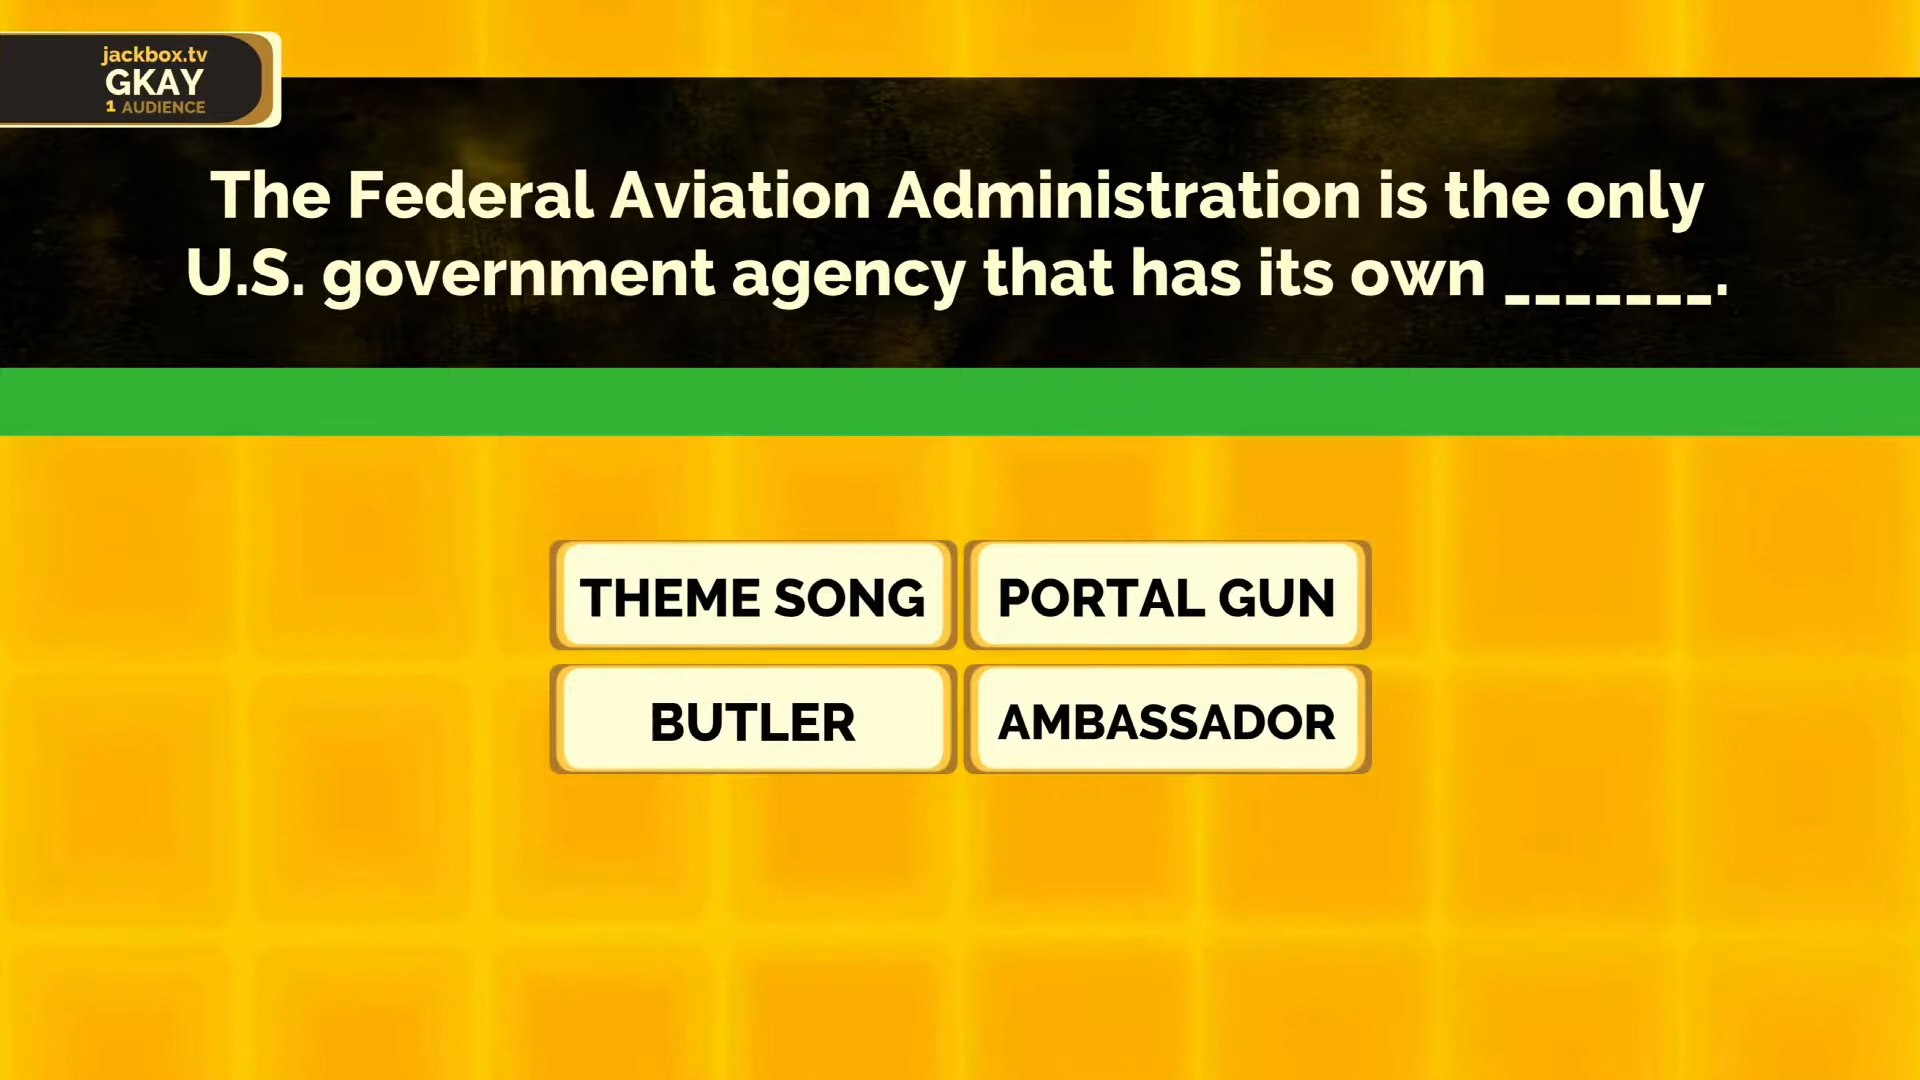 jackbox.tv
GKAY
1 AUDIENCE
The Federal Aviation Administration is the only
U.S. government agency that has its own _______.
THEME SONG
PORTAL GUN
BUTLER
AMBASSADOR